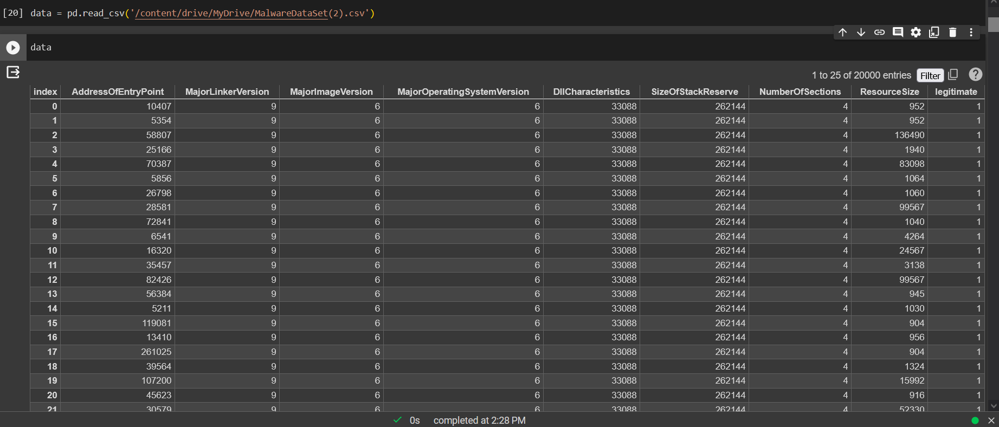 [20] data = pd.read_csv('/content/drive/MyDrive/MalwareDataSet(2).csv')
data
1 to 25 of 20000 entries Filter
index AddressOfEntryPoint MajorLinkerVersion MajorImageVersion MajorOperatingSystemVersion DllCharacteristics SizeOfStackReserve NumberOfSections ResourceSize legitimate
0 10407 9 6 6 33088 262144 4 952 1
1 5354 9 6 6 33088 262144 4 952 1
2 58807 9 6 6 33088 262144 4 136490 1
3 25166 9 6 6 33088 262144 4 1940 1
4 70387 9 6 6 33088 262144 4 83098 1
5 5856 9 6 6 33088 262144 4 1064 1
6 26798 9 6 6 33088 262144 4 1060 1
7 28581 9 6 6 33088 262144 4 99567 1
8 72841 9 6 6 33088 262144 4 1040 1
9 6541 9 6 6 33088 262144 4 4264 1
10 16320 9 6 6 33088 262144 4 24567 1
11 35457 9 6 6 33088 262144 4 3138 1
12 82426 9 6 6 33088 262144 4 99567 1
13 56384 9 6 6 33088 262144 4 945 1
14 5211 9 6 6 33088 262144 4 1030 1
15 119081 9 6 6 33088 262144 4 904 1
16 13410 9 6 6 33088 262144 4 956 1
17 261025 9 6 6 33088 262144 4 904 1
18 39564 9 6 6 33088 262144 4 1324 1
19 107200 9 6 6 33088 262144 4 15992 1
20 45623 9 6 6 33088 262144 4 916 1
21 30579 9 6 6 33088 262144 4 52330 1
0s completed at 2:28 PM